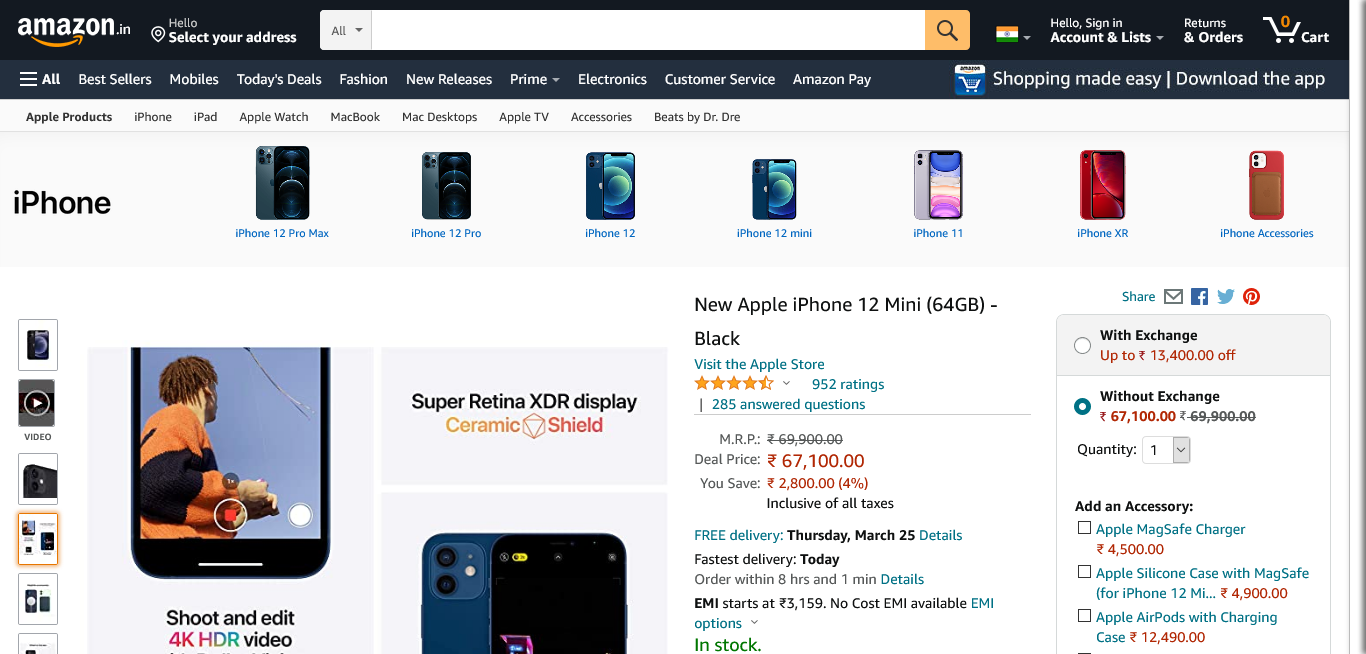 amazon.in
Hello
Select your address
All
Hello, Sign in
Account & Lists
Returns
& Orders
0
Cart
All
Best Sellers
Mobiles
Today's Deals
Fashion
New Releases
Prime
Electronics
Customer Service
Amazon Pay
amazon
Shopping made easy | Download the app
Apple Products
iPhone
iPad
Apple Watch
MacBook
Mac Desktops
Apple TV
Accessories
Beats by Dr. Dre
iPhone
iPhone 12 Pro Max
iPhone 12 Pro
iPhone 12
iPhone 12 mini
iPhone 11
iPhone XR
iPhone Accessories
VIDEO
1x
Shoot and edit
4K HDR video
Super Retina XDR display
Ceramic Shield
New Apple iPhone 12 Mini (64GB) -
Black
Visit the Apple Store
952 ratings
| 285 answered questions
M.R.P.: ₹ 69,900.00
Deal Price: ₹ 67,100.00
You Save: ₹ 2,800.00 (4%)
Inclusive of all taxes
FREE delivery: Thursday, March 25 Details
Fastest delivery: Today
Order within 8 hrs and 1 min Details
EMI starts at ₹3,159. No Cost EMI available EMI
options
In stock.
Share
With Exchange
Up to ₹ 13,400.00 off
Without Exchange
₹ 67,100.00 ₹ 69,900.00
Quantity: 1
Add an Accessory:
Apple MagSafe Charger
₹ 4,500.00
Apple Silicone Case with MagSafe
(for iPhone 12 Mi... ₹ 4,900.00
Apple AirPods with Charging
Case ₹ 12,490.00